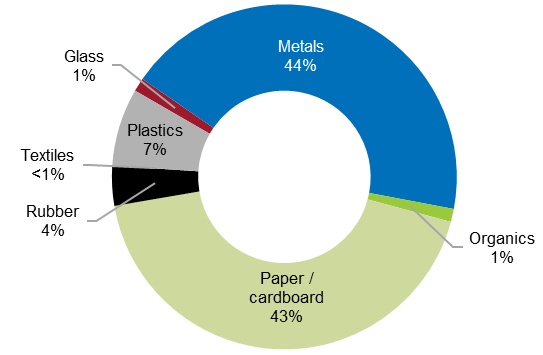 Metals
44%
Glass
1%
Plastics
7%
Textiles
<1%
Rubber
4%
Organics
1%
Paper /
cardboard
43%